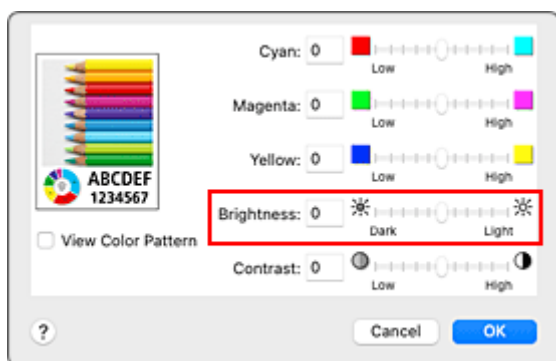 Cyan: 0
Low High
Magenta: 0
Low High
Yellow: 0
Low High
ABCDEF
1234567
Brightness: 0
Dark Light
View Color Pattern
Contrast: 0
Low High
? Cancel OK